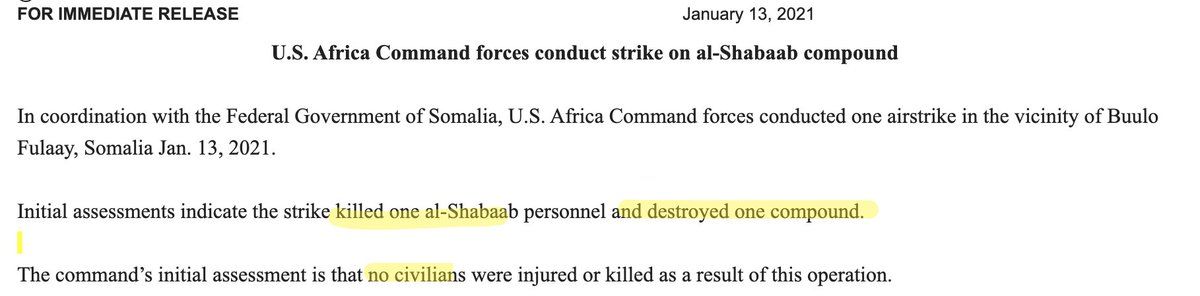 FOR IMMEDIATE RELEASE January 13, 2021
U.S. Africa Command forces conduct strike on al-Shabaab compound
In coordination with the Federal Government of Somalia, U.S. Africa Command forces conducted one airstrike in the vicinity of Buulo
Fulaay, Somalia Jan. 13, 2021.
Initial assessments indicate the strike killed one al-Shabaab personnel and destroyed one compound.
The command’s initial assessment is that no civilians were injured or killed as a result of this operation.